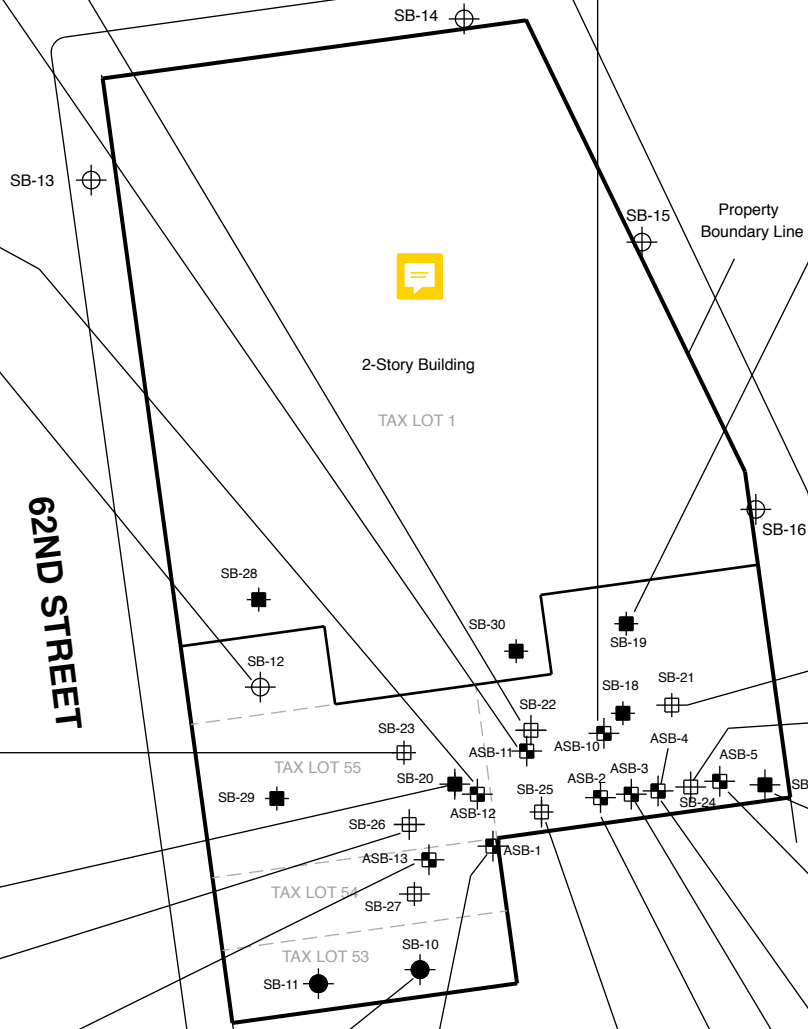 SB-14
SB-13
SB-15
Property
Boundary Line
2-Story Building
TAX LOT 1
SB-16
62ND STREET
SB-28
SB-30
SB-19
SB-12
SB-21
SB-18
SB-22
SB-23
ASB-11
ASB-10
ASB-4
ASB-5
TAX LOT 55
SB-20
ASB-3
ASB-2
SB-25
SB-29
SB-24
SB
ASB-12
SB-26
ASB-13
ASB-1
TAX LOT 54
SB-27
SB-10
TAX LOT 53
SB-11